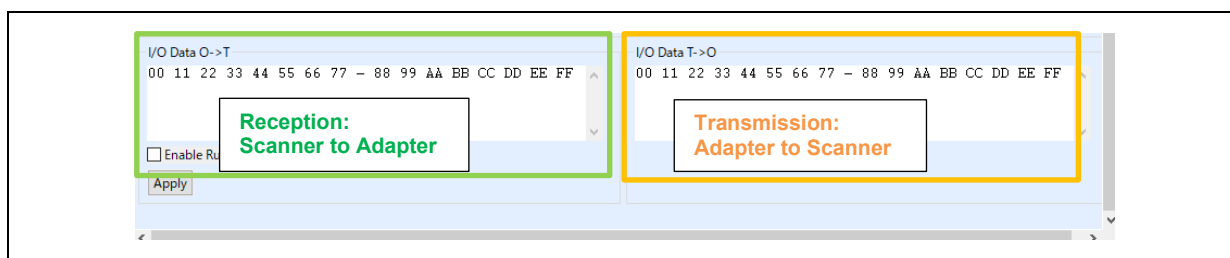 I/O Data O->T
00 11 22 33 44 55 66 77 – 88 99 AA BB CC DD EE FF
Reception:
Scanner to Adapter
Enable Ru
Apply
I/O Data T->O
00 11 22 33 44 55 66 77 – 88 99 AA BB CC DD EE FF
Transmission:
Adapter to Scanner